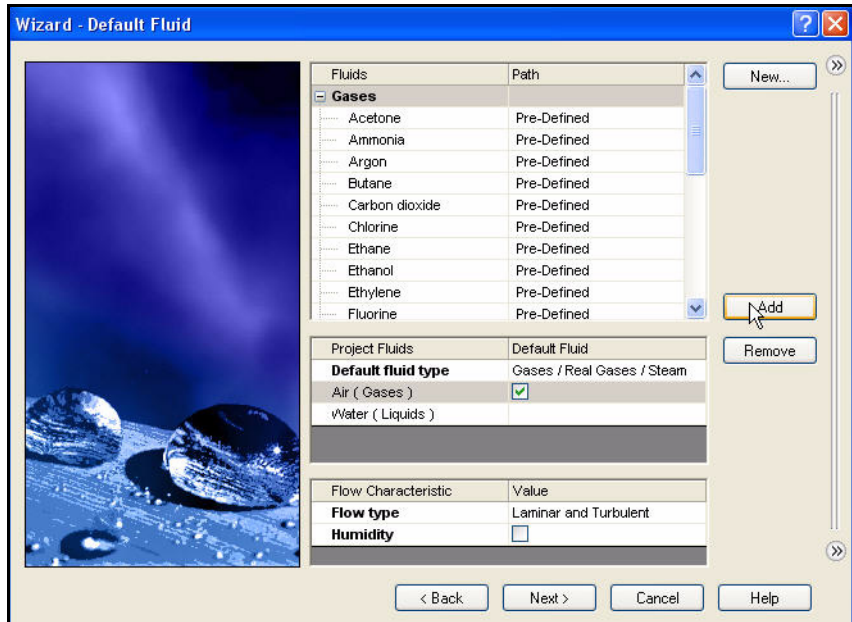 Wizard - Default Fluid
Fluids Path
Gases
Acetone Pre-Defined
Ammonia Pre-Defined
Argon Pre-Defined
Butane Pre-Defined
Carbon dioxide Pre-Defined
Chlorine Pre-Defined
Ethane Pre-Defined
Ethanol Pre-Defined
Ethylene Pre-Defined
Fluorine Pre-Defined
New...
Add
Remove
Project Fluids Default Fluid
Default fluid type Gases / Real Gases / Steam
Air ( Gases )
Water ( Liquids )
Flow Characteristic Value
Flow type Laminar and Turbulent
Humidity
< Back Next > Cancel Help